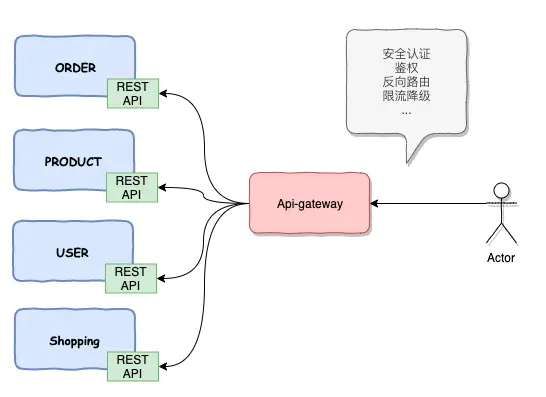 ORDER
REST
API
PRODUCT
REST
API
USER
REST
API
Shopping
REST
API
Api-gateway
安全认证
鉴权
反向路由
限流降级
...
Actor